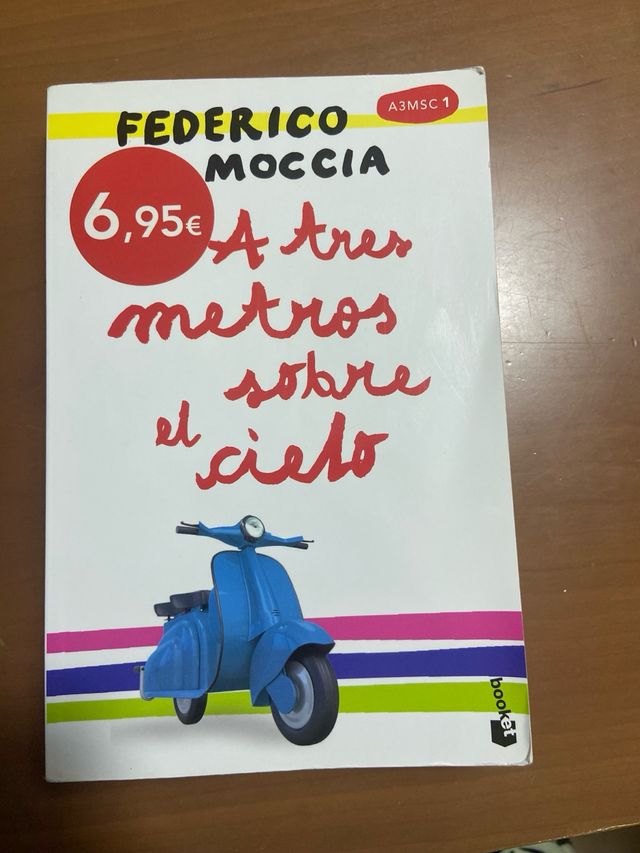 A3MSC 1
FEDERICO
MOCCIA
6,95€
A tres
metros
sobre
el cielo
booket